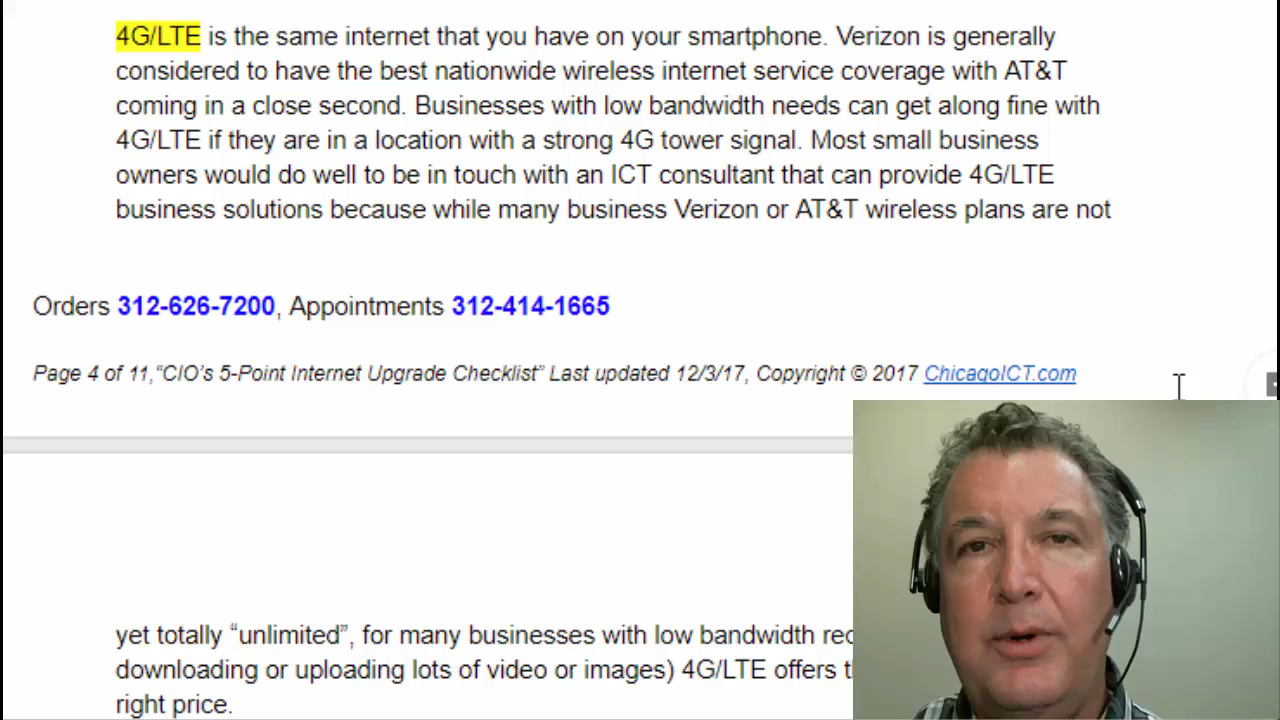 4G/LTE is the same internet that you have on your smartphone. Verizon is generally
considered to have the best nationwide wireless internet service coverage with AT&T
coming in a close second. Businesses with low bandwidth needs can get along fine with
4G/LTE if they are in a location with a strong 4G tower signal. Most small business
owners would do well to be in touch with an ICT consultant that can provide 4G/LTE
business solutions because while many business Verizon or AT&T wireless plans are not
Orders 312-626-7200, Appointments 312-414-1665
Page 4 of 11,“CIO’s 5-Point Internet Upgrade Checklist” Last updated 12/3/17, Copyright © 2017 ChicagoICT.com
yet totally “unlimited”, for many businesses with low bandwidth
downloading or uploading lots of video or images) 4G/LTE offers
right price.